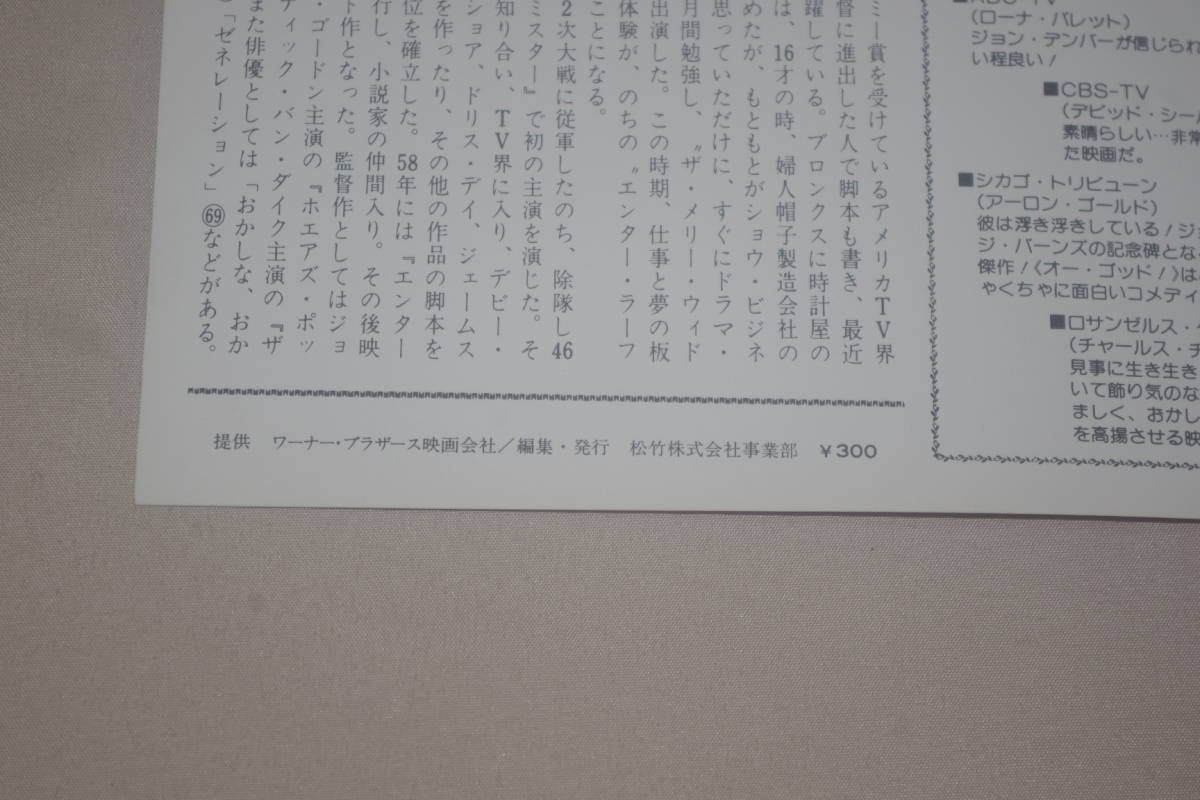 ミー賞を受けているアメリカTV界
督に進出した人で脚本も書き、最近
躍している。ブロンクスに時計屋の
は、16才の時、婦人帽子製造会社の
めたが、もともとがショウ・ビジネ
思っていただけに、すぐにドラマ・
月間勉強し、〝ザ・メリー・ウィド
出演した。この時期、仕事と夢の板
体験が、のちの〝エンター・ラーフ
ことになる。
2次大戦に従軍したのち、除隊し46
ミスター』で初の主演を演じた。そ
知り合い、TV界に入り、デビー・
ショア、ドリス・デイ、ジェームス
を作ったり、その他の作品の脚本を
位を確立した。58年には『エンター
行し、小説家の仲間入り。その後映
ト作となった。監督作としてはジョ
・ゴードン主演の『ホエアズ・ポッ
ティック・バン・ダイク主演の『ザ
また俳優としては「おかしな、おか
「ゼネレーション」㊿などがある。
提供 ワーナー・ブラザース映画会社/編集・発行 松竹株式会社事業部 ¥300
■ABC-TV
(ローナ・バレット)
ジョン・デンバーが信じられ
い程良い!
■CBS-TV
(デビッド・シー
素晴らしい…非常
た映画だ。
■シカゴ・トリビューン
(アーロン・ゴールド)
彼は浮き浮きしている!ジョ
ジ・バーンズの記念碑とな
傑作!《オー・ゴッド!》は
ゃくちゃに面白いコメディ
■ロサンゼルス・
(チャールス・チ
見事に生き生き
いて飾り気のな
ましく、おかし
を高揚させる映